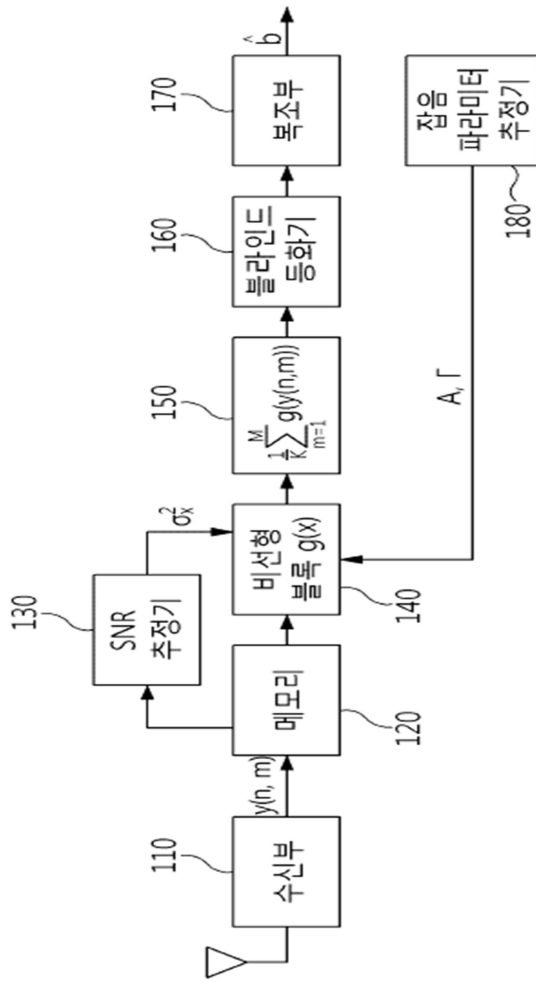 110
수신부
y(n, m)
120
메모리
130
SNR
추정기
σ²ₓ
140
비선형
블록 g(x)
150
1/K ∑ g(y(n,m))
M
m=1
160
블라인드
등화기
170
복조부
b̂
180
잡음
파라미터
추정기
A, Γ